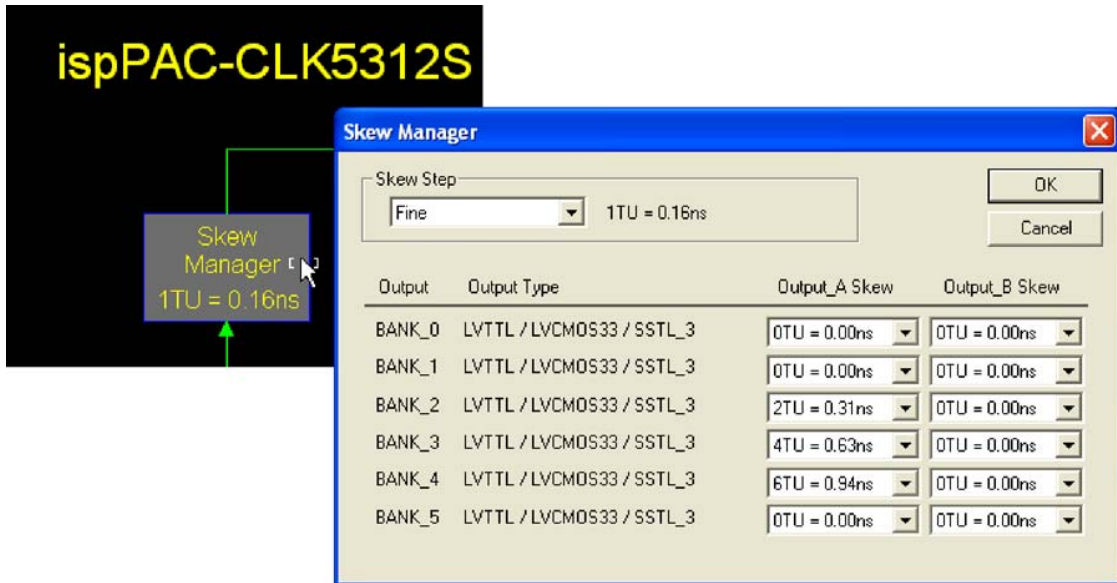 ispPAC-CLK5312S
Skew
Manager
1TU = 0.16ns
Skew Manager
Skew Step
Fine
1TU = 0.16ns
OK
Cancel
Output Output Type Output_A Skew Output_B Skew
BANK_0 LVTTL / LVCMOS33 / SSTL_3 0TU = 0.00ns 0TU = 0.00ns
BANK_1 LVTTL / LVCMOS33 / SSTL_3 0TU = 0.00ns 0TU = 0.00ns
BANK_2 LVTTL / LVCMOS33 / SSTL_3 2TU = 0.31ns 0TU = 0.00ns
BANK_3 LVTTL / LVCMOS33 / SSTL_3 4TU = 0.63ns 0TU = 0.00ns
BANK_4 LVTTL / LVCMOS33 / SSTL_3 6TU = 0.94ns 0TU = 0.00ns
BANK_5 LVTTL / LVCMOS33 / SSTL_3 0TU = 0.00ns 0TU = 0.00ns